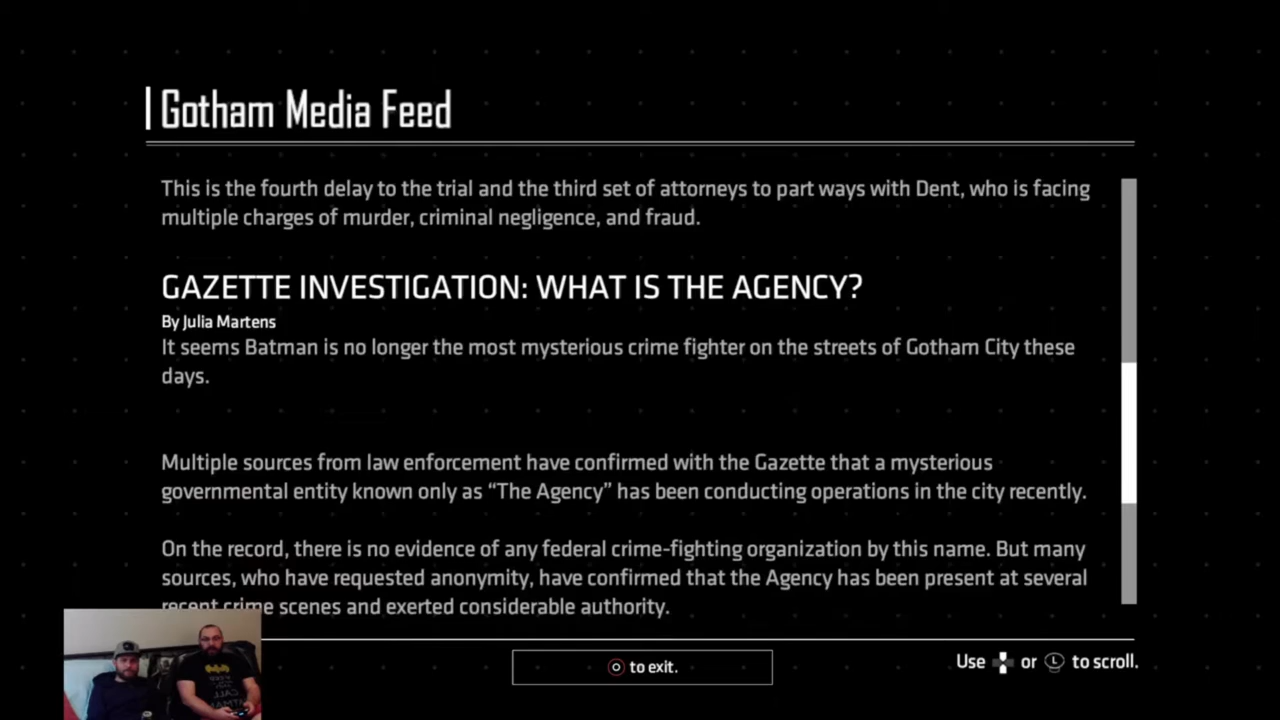 Gotham Media Feed
This is the fourth delay to the trial and the third set of attorneys to part ways with Dent, who is facing
multiple charges of murder, criminal negligence, and fraud.
GAZETTE INVESTIGATION: WHAT IS THE AGENCY?
By Julia Martens
It seems Batman is no longer the most mysterious crime fighter on the streets of Gotham City these
days.
Multiple sources from law enforcement have confirmed with the Gazette that a mysterious
governmental entity known only as “The Agency” has been conducting operations in the city recently.
On the record, there is no evidence of any federal crime-fighting organization by this name. But many
sources, who have requested anonymity, have confirmed that the Agency has been present at several
recent crime scenes and exerted considerable authority.
to exit.
Use or L to scroll.
CALL